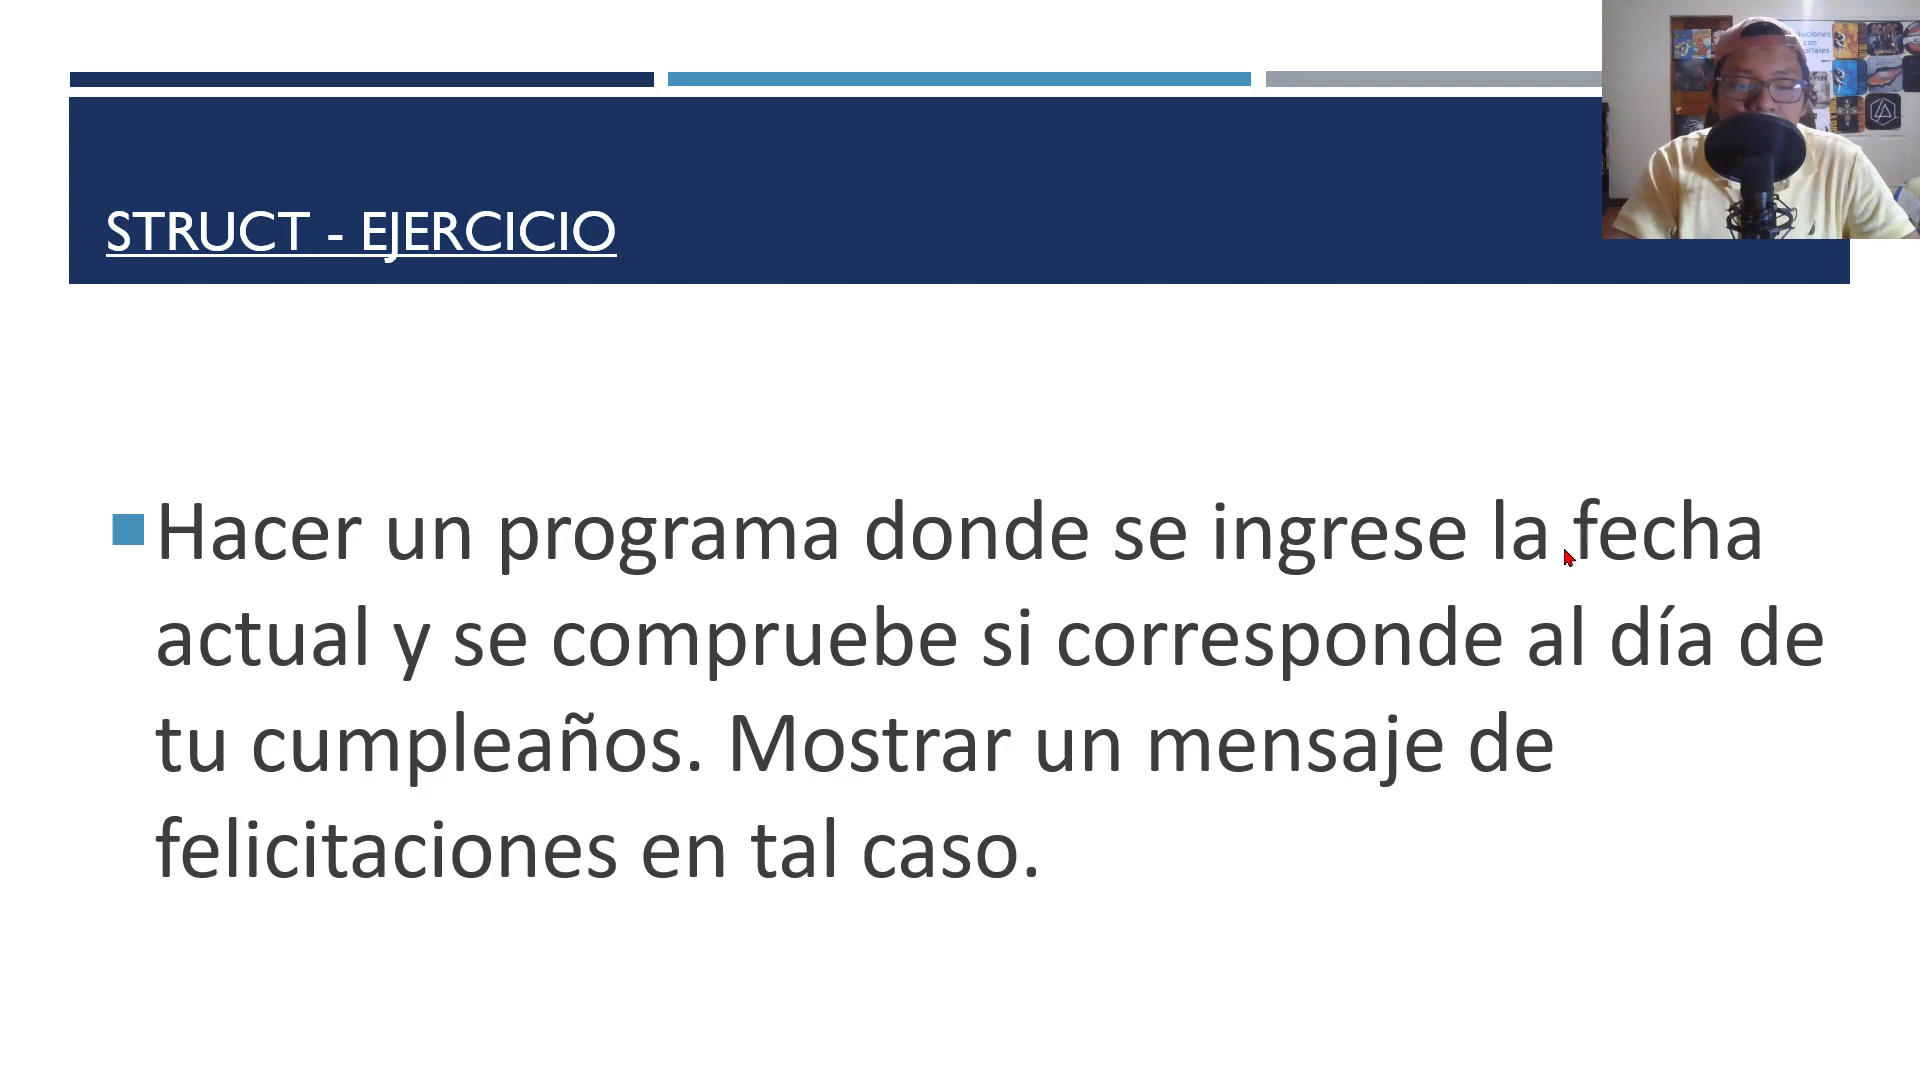 STRUCT - EJERCICIO
Hacer un programa donde se ingrese la fecha
actual y se compruebe si corresponde al día de
tu cumpleaños. Mostrar un mensaje de
felicitaciones en tal caso.